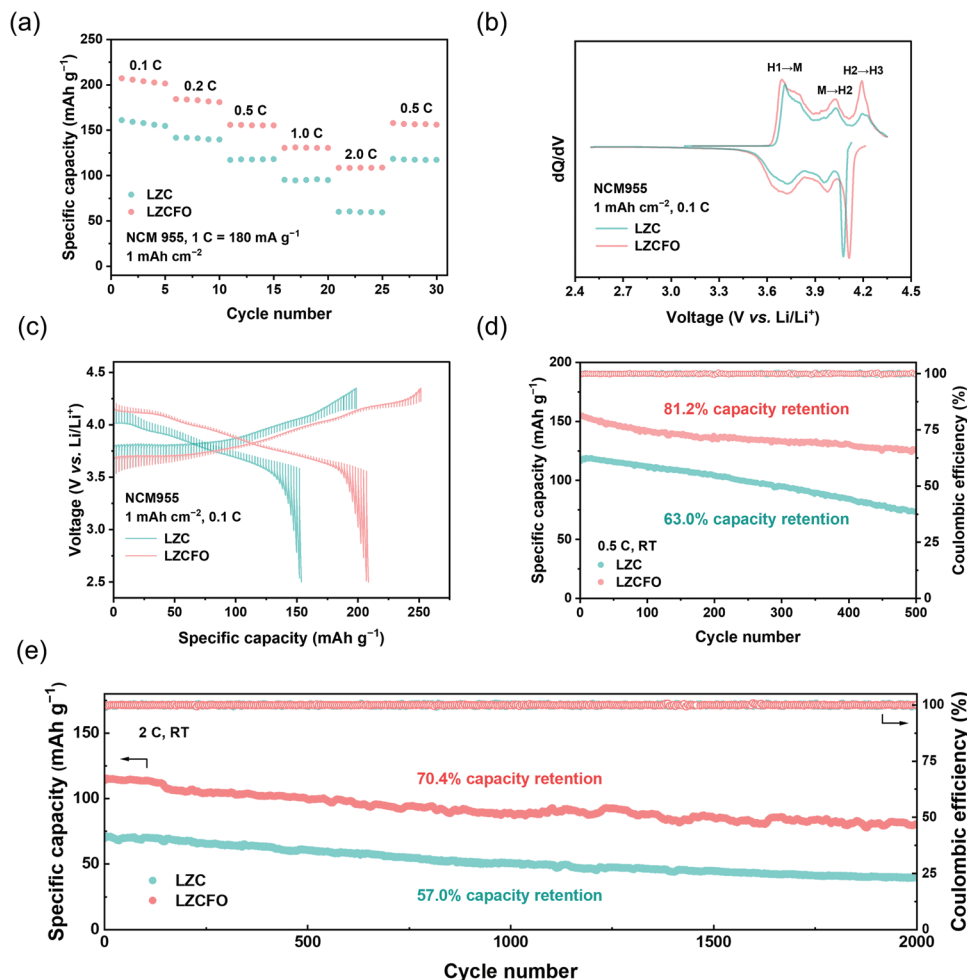 (a)
250
200
150
100
50
0
Specific capacity (mAh g⁻¹)
0.1 C
0.2 C
0.5 C
1.0 C
2.0 C
0.5 C
LZC
LZCFO
NCM 955, 1 C = 180 mA g⁻¹
1 mAh cm⁻²
0 5 10 15 20 25 30
Cycle number
(b)
dQ/dV
H1→M
M→H2
H2→H3
NCM955
1 mAh cm⁻², 0.1 C
LZC
LZCFO
2.4 2.7 3.0 3.3 3.6 3.9 4.2 4.5
Voltage (V vs. Li/Li⁺)
(c)
4.5
4.0
3.5
3.0
2.5
Voltage (V vs. Li/Li⁺)
NCM955
1 mAh cm⁻², 0.1 C
LZC
LZCFO
0 50 100 150 200 250
Specific capacity (mAh g⁻¹)
(d)
200
150
100
50
0
Specific capacity (mAh g⁻¹)
81.2% capacity retention
63.0% capacity retention
0.5 C, RT
LZC
LZCFO
100
75
50
25
0
Coulombic efficiency (%)
0 100 200 300 400 500
Cycle number
(e)
150
100
50
0
Specific capacity (mAh g⁻¹)
2 C, RT
70.4% capacity retention
57.0% capacity retention
LZC
LZCFO
100
75
50
25
0
Coulombic efficiency (%)
0 500 1000 1500 2000
Cycle number